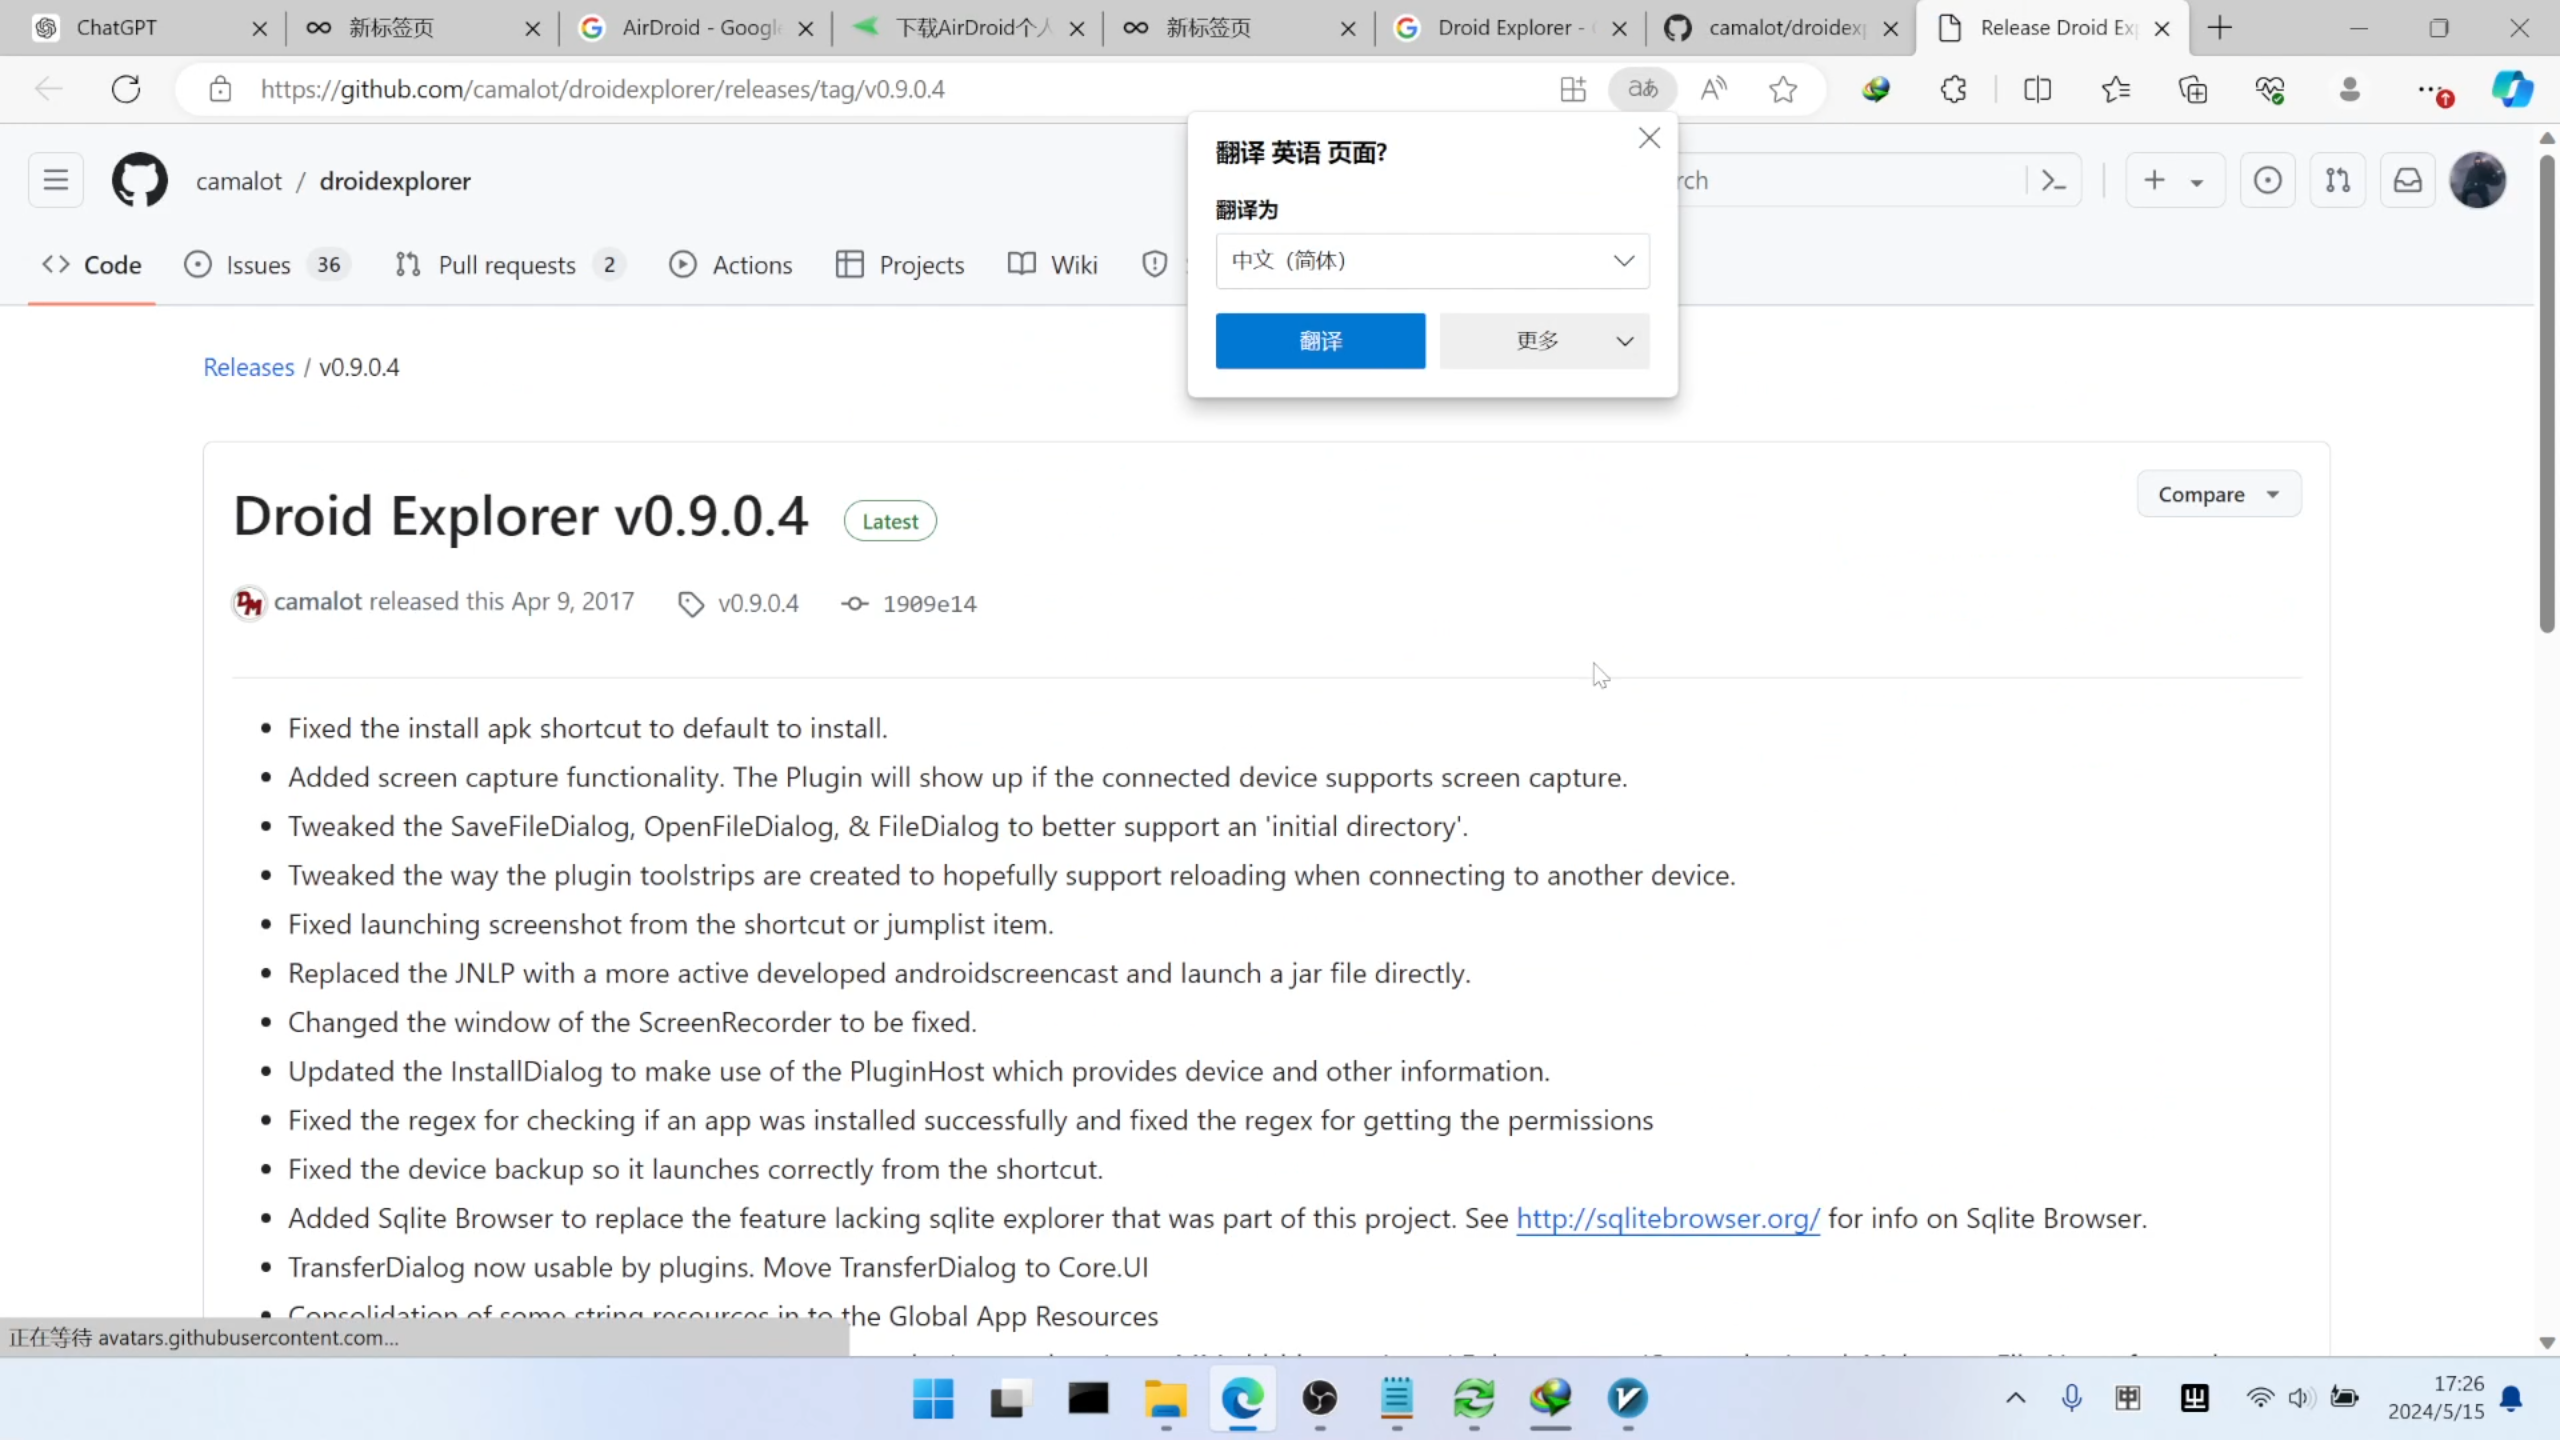 ChatGPT
新标签页
AirDroid - Googl
下载AirDroid个人
新标签页
Droid Explorer -
camalot/droidexp
Release Droid Ex
https://github.com/camalot/droidexplorer/releases/tag/v0.9.0.4
翻译 英语 页面?
翻译为
中文 (简体)
翻译
更多
camalot / droidexplorer
rch
Code
Issues 36
Pull requests 2
Actions
Projects
Wiki
Releases / v0.9.0.4
Droid Explorer v0.9.0.4
Latest
Compare
camalot released this Apr 9, 2017
v0.9.0.4
1909e14
Fixed the install apk shortcut to default to install.
Added screen capture functionality. The Plugin will show up if the connected device supports screen capture.
Tweaked the SaveFileDialog, OpenFileDialog, & FileDialog to better support an 'initial directory'.
Tweaked the way the plugin toolstrips are created to hopefully support reloading when connecting to another device.
Fixed launching screenshot from the shortcut or jumplist item.
Replaced the JNLP with a more active developed androidscreencast and launch a jar file directly.
Changed the window of the ScreenRecorder to be fixed.
Updated the InstallDialog to make use of the PluginHost which provides device and other information.
Fixed the regex for checking if an app was installed successfully and fixed the regex for getting the permissions
Fixed the device backup so it launches correctly from the shortcut.
Added Sqlite Browser to replace the feature lacking sqlite explorer that was part of this project. See http://sqlitebrowser.org/ for info on Sqlite Browser.
TransferDialog now usable by plugins. Move TransferDialog to Core.UI
Consolidation of some string resources in to the Global App Resources
正在等待 avatars.githubusercontent.com...
17:26
2024/5/15